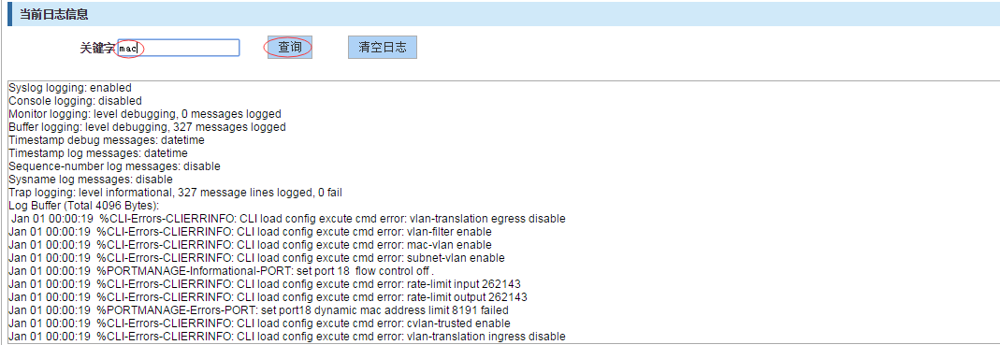 当前日志信息
关键字 mac 查询 清空日志
Syslog logging: enabled
Console logging: disabled
Monitor logging: level debugging, 0 messages logged
Buffer logging: level debugging, 327 messages logged
Timestamp debug messages: datetime
Timestamp log messages: datetime
Sequence-number log messages: disable
Sysname log messages: disable
Trap logging: level informational, 327 message lines logged, 0 fail
Log Buffer (Total 4096 Bytes):
Jan 01 00:00:19 %CLI-Errors-CLIERRINFO: CLI load config excute cmd error: vlan-translation egress disable
Jan 01 00:00:19 %CLI-Errors-CLIERRINFO: CLI load config excute cmd error: vlan-filter enable
Jan 01 00:00:19 %CLI-Errors-CLIERRINFO: CLI load config excute cmd error: mac-vlan enable
Jan 01 00:00:19 %CLI-Errors-CLIERRINFO: CLI load config excute cmd error: subnet-vlan enable
Jan 01 00:00:19 %PORTMANAGE-Informational-PORT: set port 18 flow control off .
Jan 01 00:00:19 %CLI-Errors-CLIERRINFO: CLI load config excute cmd error: rate-limit input 262143
Jan 01 00:00:19 %CLI-Errors-CLIERRINFO: CLI load config excute cmd error: rate-limit output 262143
Jan 01 00:00:19 %PORTMANAGE-Errors-PORT: set port18 dynamic mac address limit 8191 failed
Jan 01 00:00:19 %CLI-Errors-CLIERRINFO: CLI load config excute cmd error: cvlan-trusted enable
Jan 01 00:00:19 %CLI-Errors-CLIERRINFO: CLI load config excute cmd error: vlan-translation ingress disable